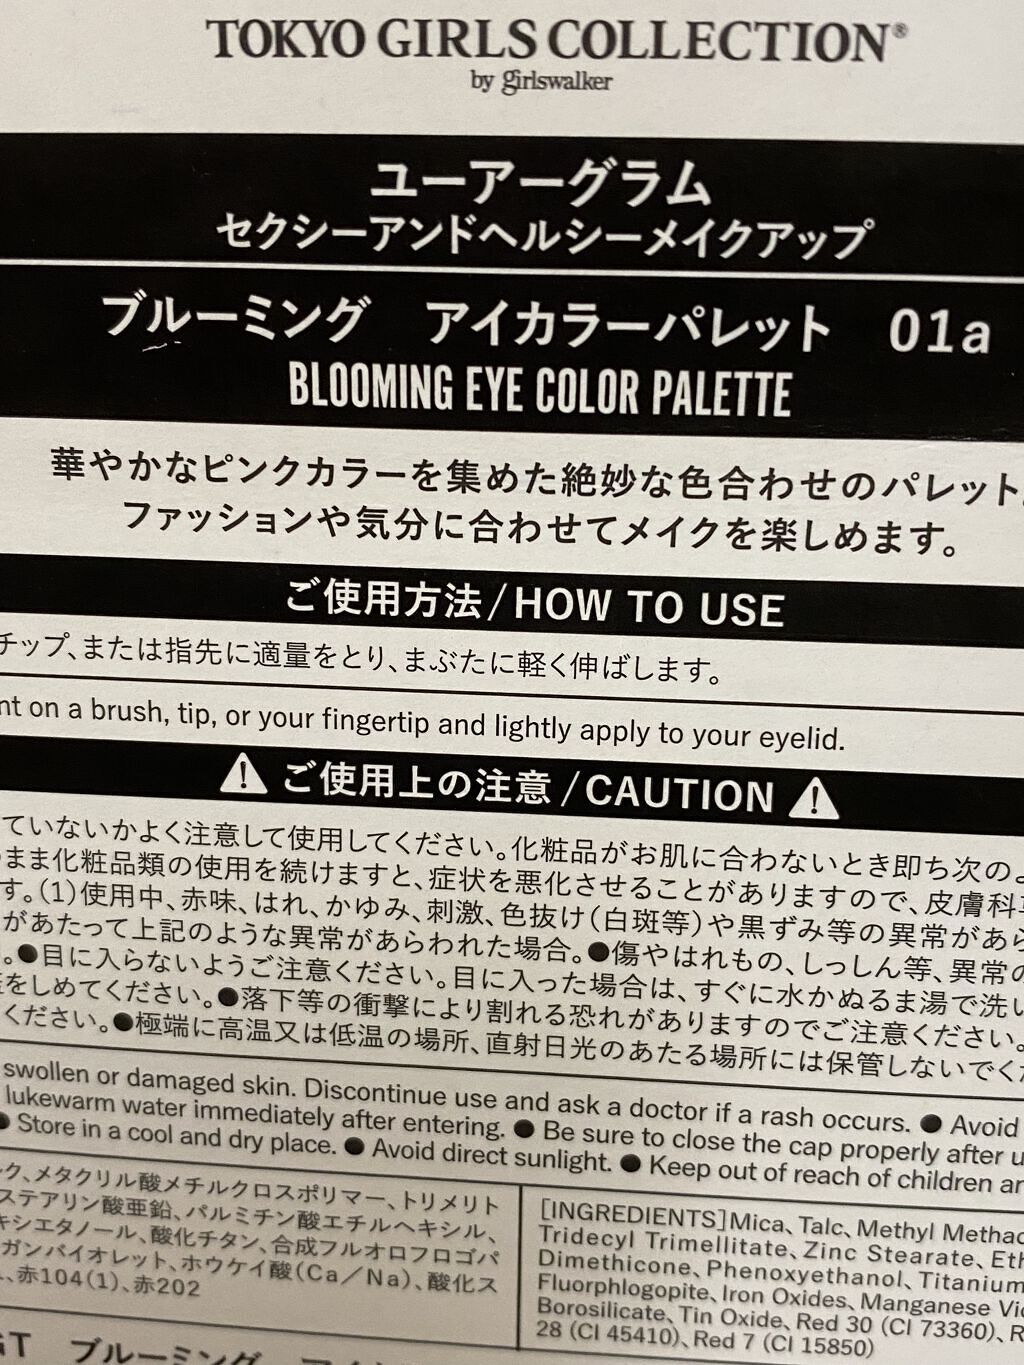 TOKYO GIRLS COLLECTION®
by girlswalker
ユーアーグラム
セクシーアンドヘルシーメイクアップ
ブルーミング アイカラーパレット 01a
BLOOMING EYE COLOR PALETTE
華やかなピンクカラーを集めた絶妙な色合わせのパレット
ファッションや気分に合わせてメイクを楽しめます。
ご使用方法/HOW TO USE
チップ、または指先に適量をとり、まぶたに軽く伸ばします。
nt on a brush, tip, or your fingertip and lightly apply to your eyelid.
ご使用上の注意/CAUTION
ていないかよく注意して使用してください。化粧品がお肌に合わないとき即ち次の
まま化粧品類の使用を続けますと、症状を悪化させることがありますので、皮膚科
す。(1)使用中、赤味、はれ、かゆみ、刺激、色抜け(白斑等)や黒ずみ等の異常があら
があたって上記のような異常があらわれた場合。●傷やはれもの、しっしん等、異常の
。●目に入らないようご注意ください。目に入った場合は、すぐに水かぬるま湯で洗い
をしめてください。●落下等の衝撃により割れる恐れがありますのでご注意ください。
ください。●極端に高温又は低温の場所、直射日光のあたる場所には保管しないでくだ
swollen or damaged skin. Discontinue use and ask a doctor if a rash occurs. ● Avoid
lukewarm water immediately after entering. ● Be sure to close the cap properly after u
● Store in a cool and dry place. ● Avoid direct sunlight. ● Keep out of reach of children an
ク、メタクリル酸メチルクロスポリマー、トリメリト
ステアリン酸亜鉛、パルミチン酸エチルヘキシル、
キシエタノール、酸化チタン、合成フルオロフロゴパ
ガンバイオレット、ホウケイ酸(Ca/Na)、酸化ス
、赤104(1)、赤202
[INGREDIENTS]Mica、Talc、Methyl Methac
Tridecyl Trimellitate、Zinc Stearate、Eth
Dimethicone、Phenoxyethanol、Titanium
Fluorphlogopite、Iron Oxides、Manganese Vio
Borosilicate、Tin Oxide、Red 30 (CI 73360)、R
28 (CI 45410)、Red 7 (CI 15850)
GT ブルーミング